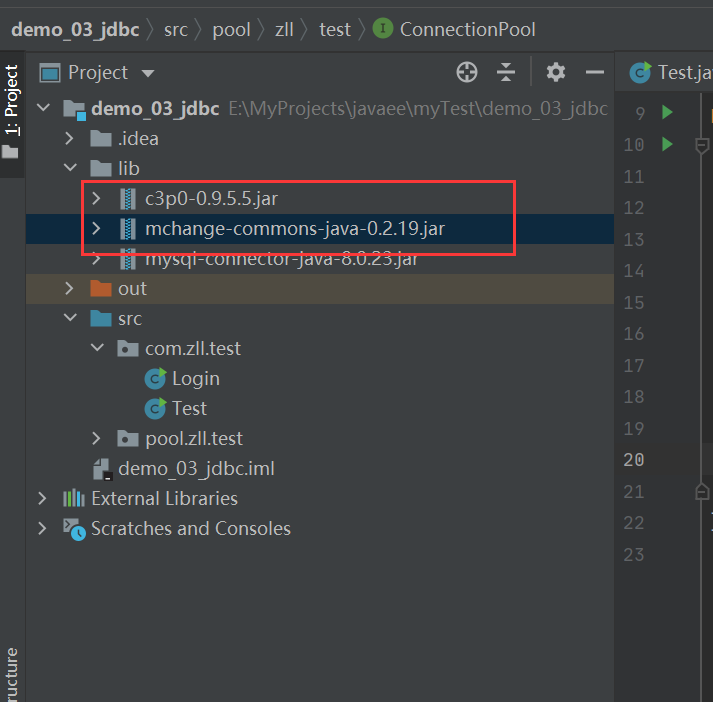 demo_03_jdbc src pool zll test I ConnectionPool
1: Project
Project
C Test.ja
demo_03_jdbc E:\MyProjects\javaee\myTest\demo_03_jdbc
.idea
lib
c3p0-0.9.5.5.jar
mchange-commons-java-0.2.19.jar
mysql-connector-java-8.0.23.jar
out
src
com.zll.test
C Login
C Test
pool.zll.test
demo_03_jdbc.iml
External Libraries
Scratches and Consoles
ructure
9
10
11
12
13
14
15
16
17
18
19
20
21
22
23